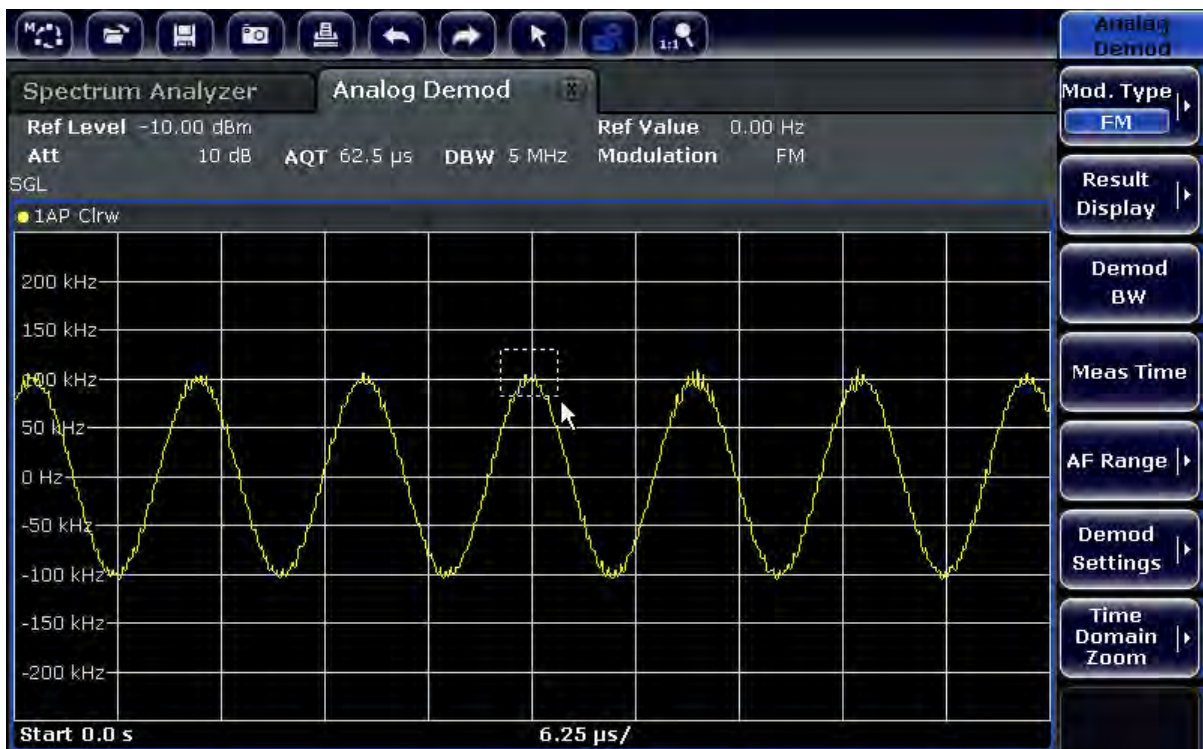 1:1
Analog
Demod
Spectrum Analyzer
Analog Demod
X
Ref Level -10.00 dBm
Ref Value 0.00 Hz
Att 10 dB AQT 62.5 µs DBW 5 MHz Modulation FM
SGL
1AP Clrw
200 kHz
150 kHz
100 kHz
50 kHz
0 Hz
-50 kHz
-100 kHz
-150 kHz
-200 kHz
Start 0.0 s
6.25 µs/
Mod. Type
FM
Result
Display
Demod
BW
Meas Time
AF Range
Demod
Settings
Time
Domain
Zoom